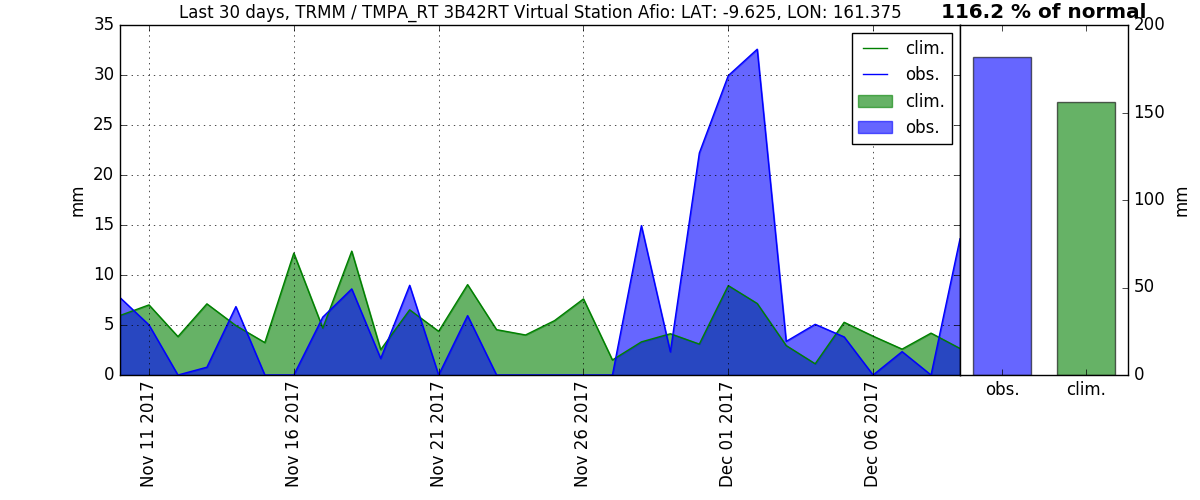 Last 30 days, TRMM / TMPA_RT 3B42RT Virtual Station Afio: LAT: -9.625, LON: 161.375
116.2 % of normal
35
30
25
20
15
10
5
0
mm
clim.
obs.
clim.
obs.
Nov 11 2017
Nov 16 2017
Nov 21 2017
Nov 26 2017
Dec 01 2017
Dec 06 2017
200
150
100
50
0
mm
obs.
clim.